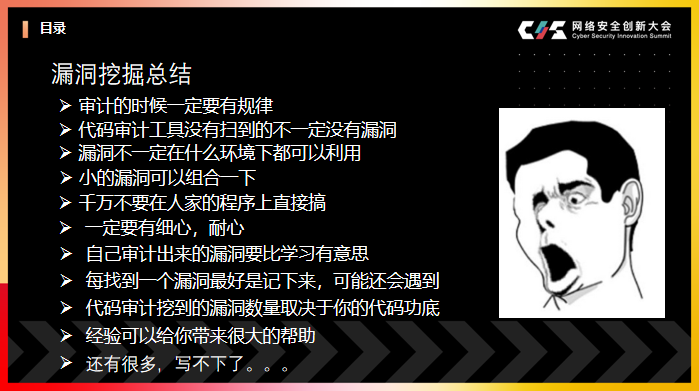 目录
CIS 网络安全创新大会
Cyber Security Innovation Summit
漏洞挖掘总结
➢ 审计的时候一定要有规律
➢ 代码审计工具没有扫到的不一定没有漏洞
➢ 漏洞不一定在什么环境下都可以利用
➢ 小的漏洞可以组合一下
➢ 千万不要在人家的程序上直接搞
➢ 一定要有细心，耐心
➢ 自己审计出来的漏洞要比学习有意思
➢ 每找到一个漏洞最好是记下来，可能还会遇到
➢ 代码审计挖到的漏洞数量取决于你的代码功底
➢ 经验可以给你带来很大的帮助
➢ 还有很多，写不下了。。。